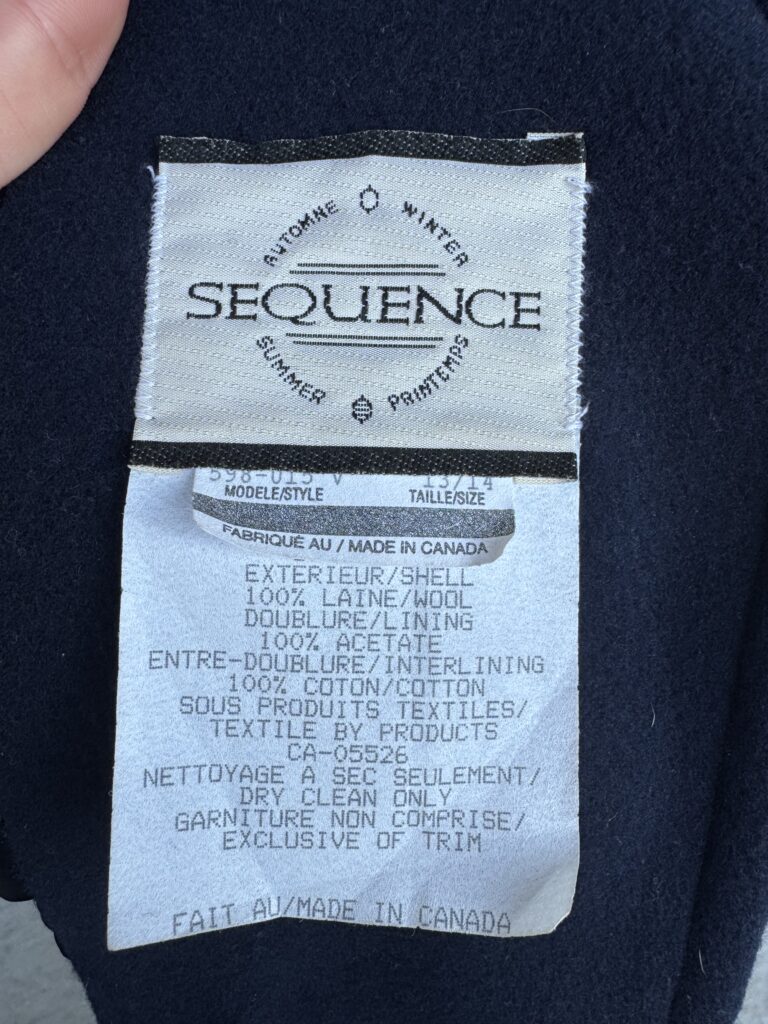 AUTOMNE WINTER
SEQUENCE
SUMMER PRINTEMPS
598-015 V 13/14
MODELE/STYLE TAILLE/SIZE
FABRIQUÉ AU / MADE IN CANADA
EXTERIEUR/SHELL
100% LAINE/WOOL
DOUBLURE/LINING
100% ACETATE
ENTRE-DOUBLURE/INTERLINING
100% COTON/COTTON
SOUS PRODUITS TEXTILES/
TEXTILE BY PRODUCTS
CA-05526
NETTOYAGE A SEC SEULEMENT/
DRY CLEAN ONLY
GARNITURE NON COMPRISE/
EXCLUSIVE OF TRIM
FAIT AU/MADE IN CANADA